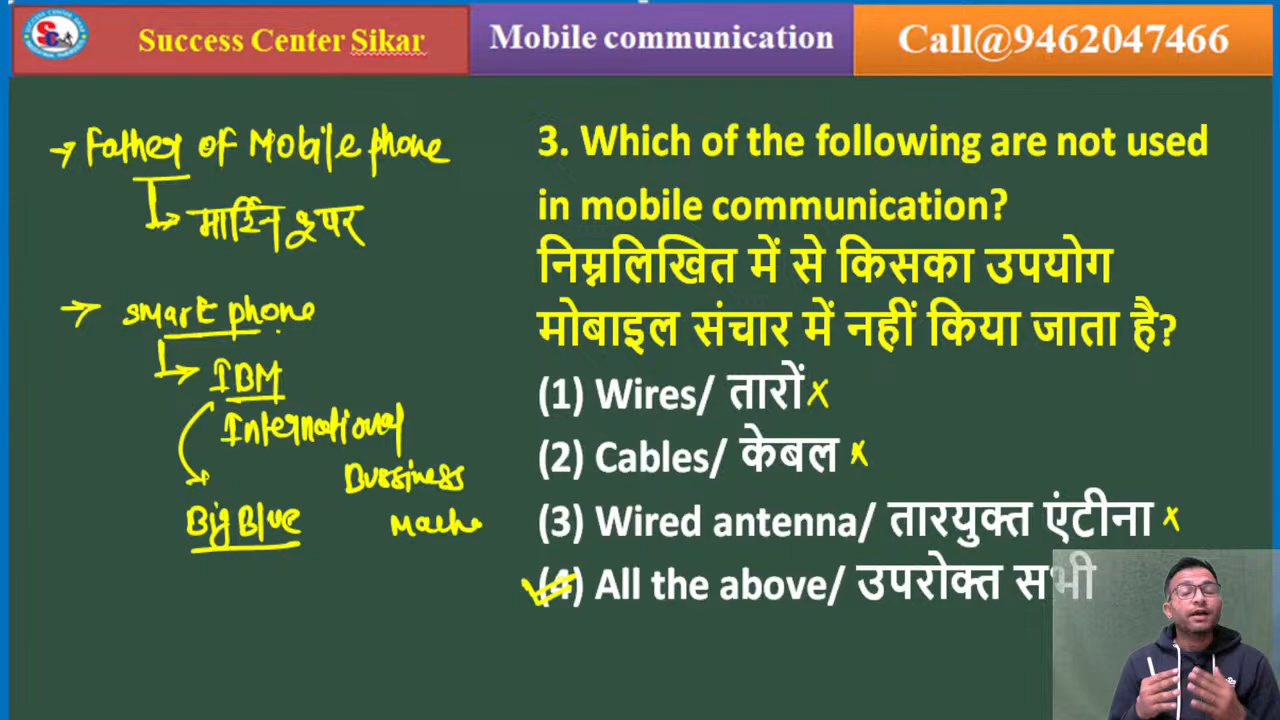 Success Center Sikar
Mobile communication
Call@9462047466
→ Father of Mobile phone
मार्टिन कूपर
→ smart phone
IBM
International
Bussiness
Big Blue
3. Which of the following are not used
in mobile communication?
निम्नलिखित में से किसका उपयोग
मोबाइल संचार में नहीं किया जाता है?
(1) Wires/ तारों
(2) Cables/ केबल
(3) Wired antenna/ तारयुक्त एंटीना
(4) All the above/ उपरोक्त सभी